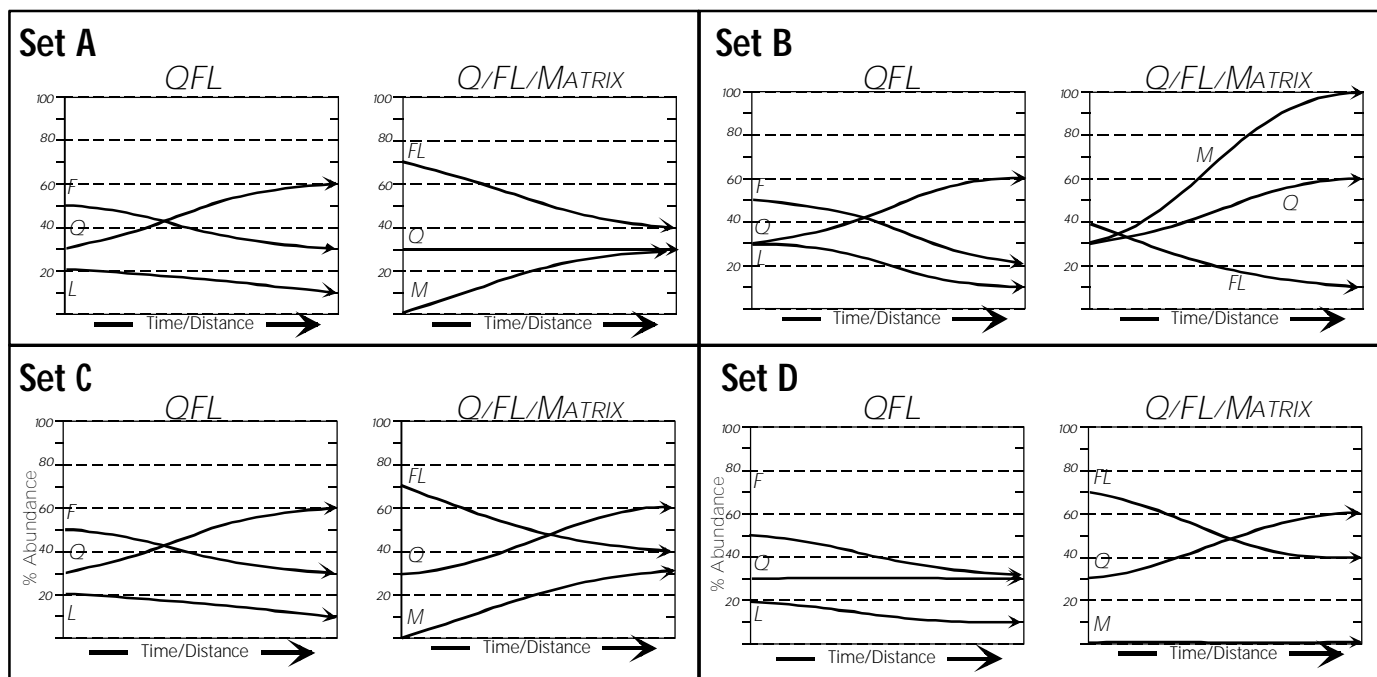 Set A
QFL
100
80
60
40
20
F
Q
L
Time/Distance
Q/FL/MATRIX
100
80
60
40
20
FL
Q
M
Time/Distance
Set B
QFL
100
80
60
40
20
F
Q
L
Time/Distance
Q/FL/MATRIX
100
80
60
40
20
M
Q
FL
Time/Distance
Set C
QFL
% Abundance
100
80
60
40
20
F
Q
L
Time/Distance
Q/FL/MATRIX
100
80
60
40
20
FL
Q
M
Time/Distance
Set D
QFL
% Abundance
100
80
60
40
20
F
Q
L
Time/Distance
Q/FL/MATRIX
100
80
60
40
20
FL
Q
M
Time/Distance